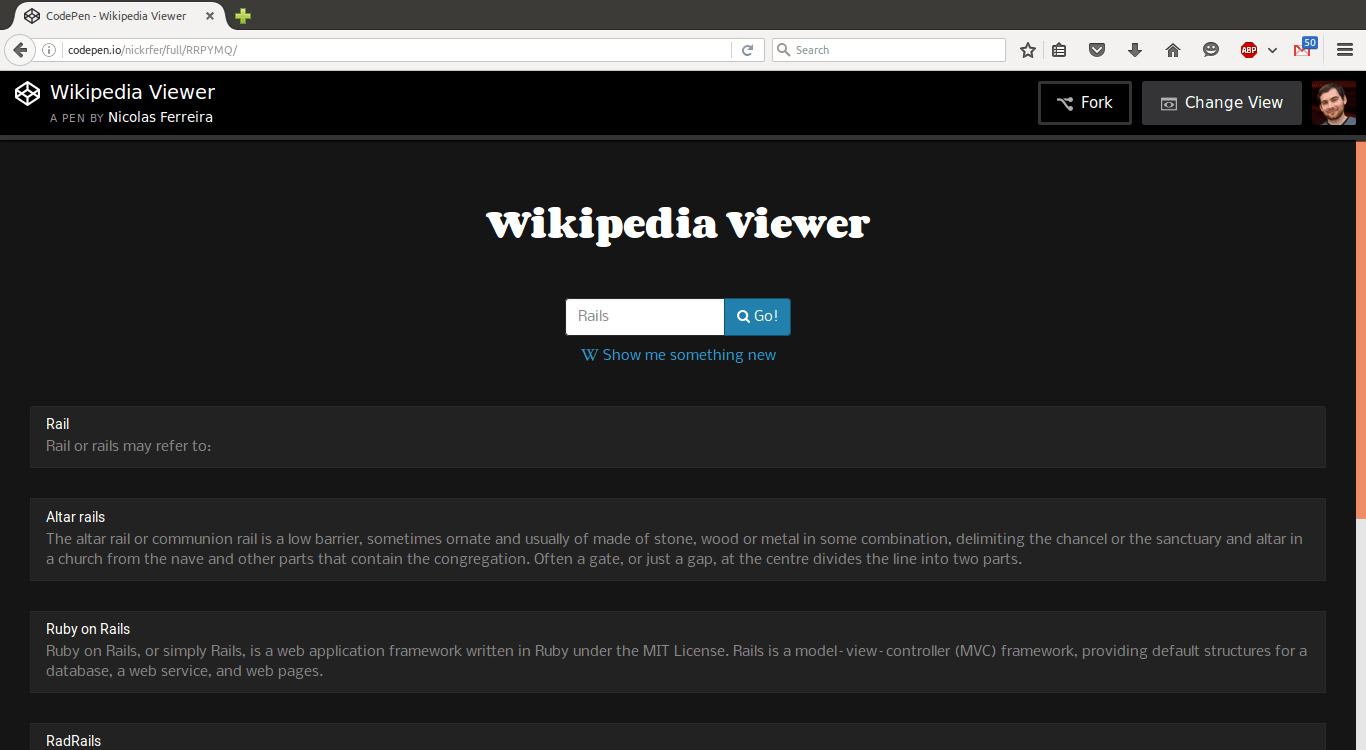 CodePen - Wikipedia Viewer
codepen.io/nickrfer/full/RRPYMQ/
Search
ABP
50
Wikipedia Viewer
A PEN BY Nicolas Ferreira
Fork
Change View
Wikipedia Viewer
Rails
Go!
W Show me something new
Rail
Rail or rails may refer to:
Altar rails
The altar rail or communion rail is a low barrier, sometimes ornate and usually of made of stone, wood or metal in some combination, delimiting the chancel or the sanctuary and altar in
a church from the nave and other parts that contain the congregation. Often a gate, or just a gap, at the centre divides the line into two parts.
Ruby on Rails
Ruby on Rails, or simply Rails, is a web application framework written in Ruby under the MIT License. Rails is a model-view-controller (MVC) framework, providing default structures for a
database, a web service, and web pages.
RadRails